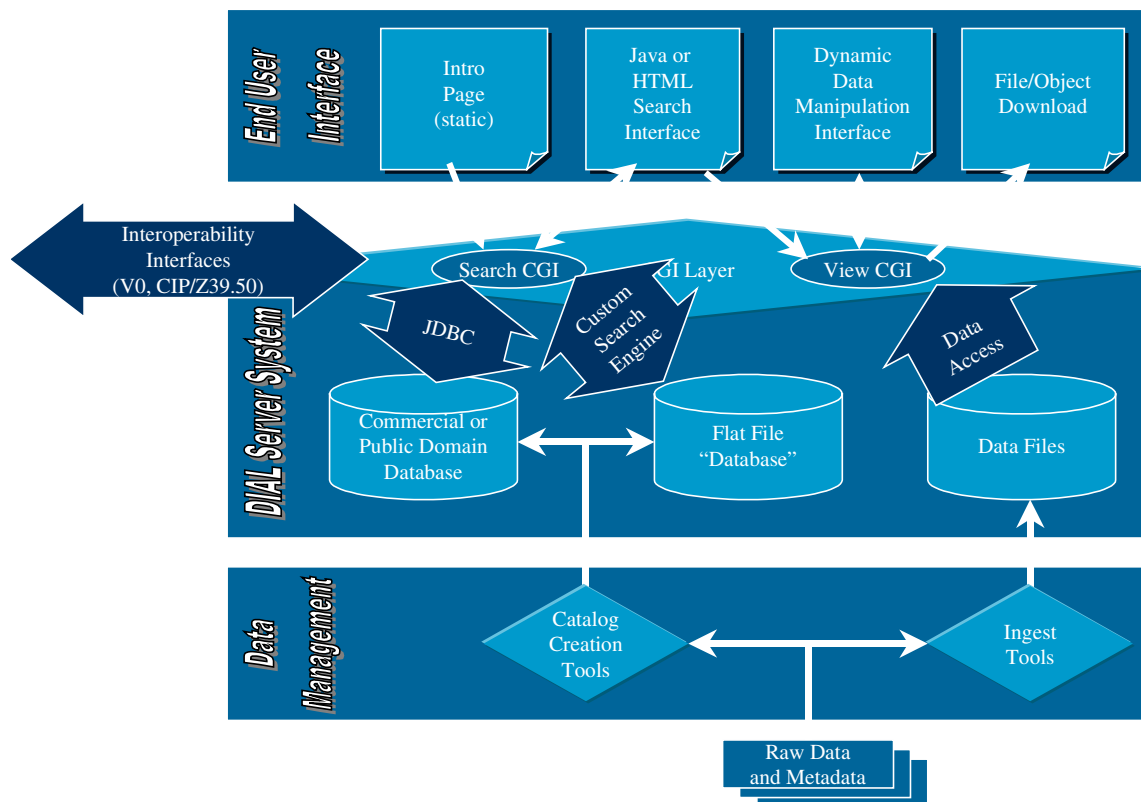 End User
Interface
Intro
Page
(static)
Java or
HTML
Search
Interface
Dynamic
Data
Manipulation
Interface
File/Object
Download
Interoperability
Interfaces
(V0, CIP/Z39.50)
Search CGI
GI Layer
View CGI
DIAL Server System
JDBC
Custom
Search
Engine
Data
Access
Commercial or
Public Domain
Database
Flat File
“Database”
Data Files
Data
Management
Catalog
Creation
Tools
Ingest
Tools
Raw Data
and Metadata